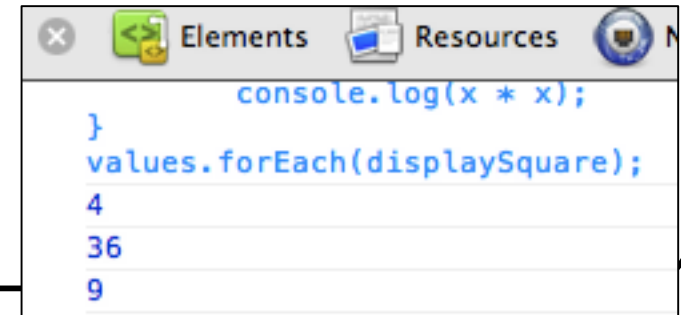 Elements Resources N
console.log(x * x);
}
values.forEach(displaySquare);
4
36
9